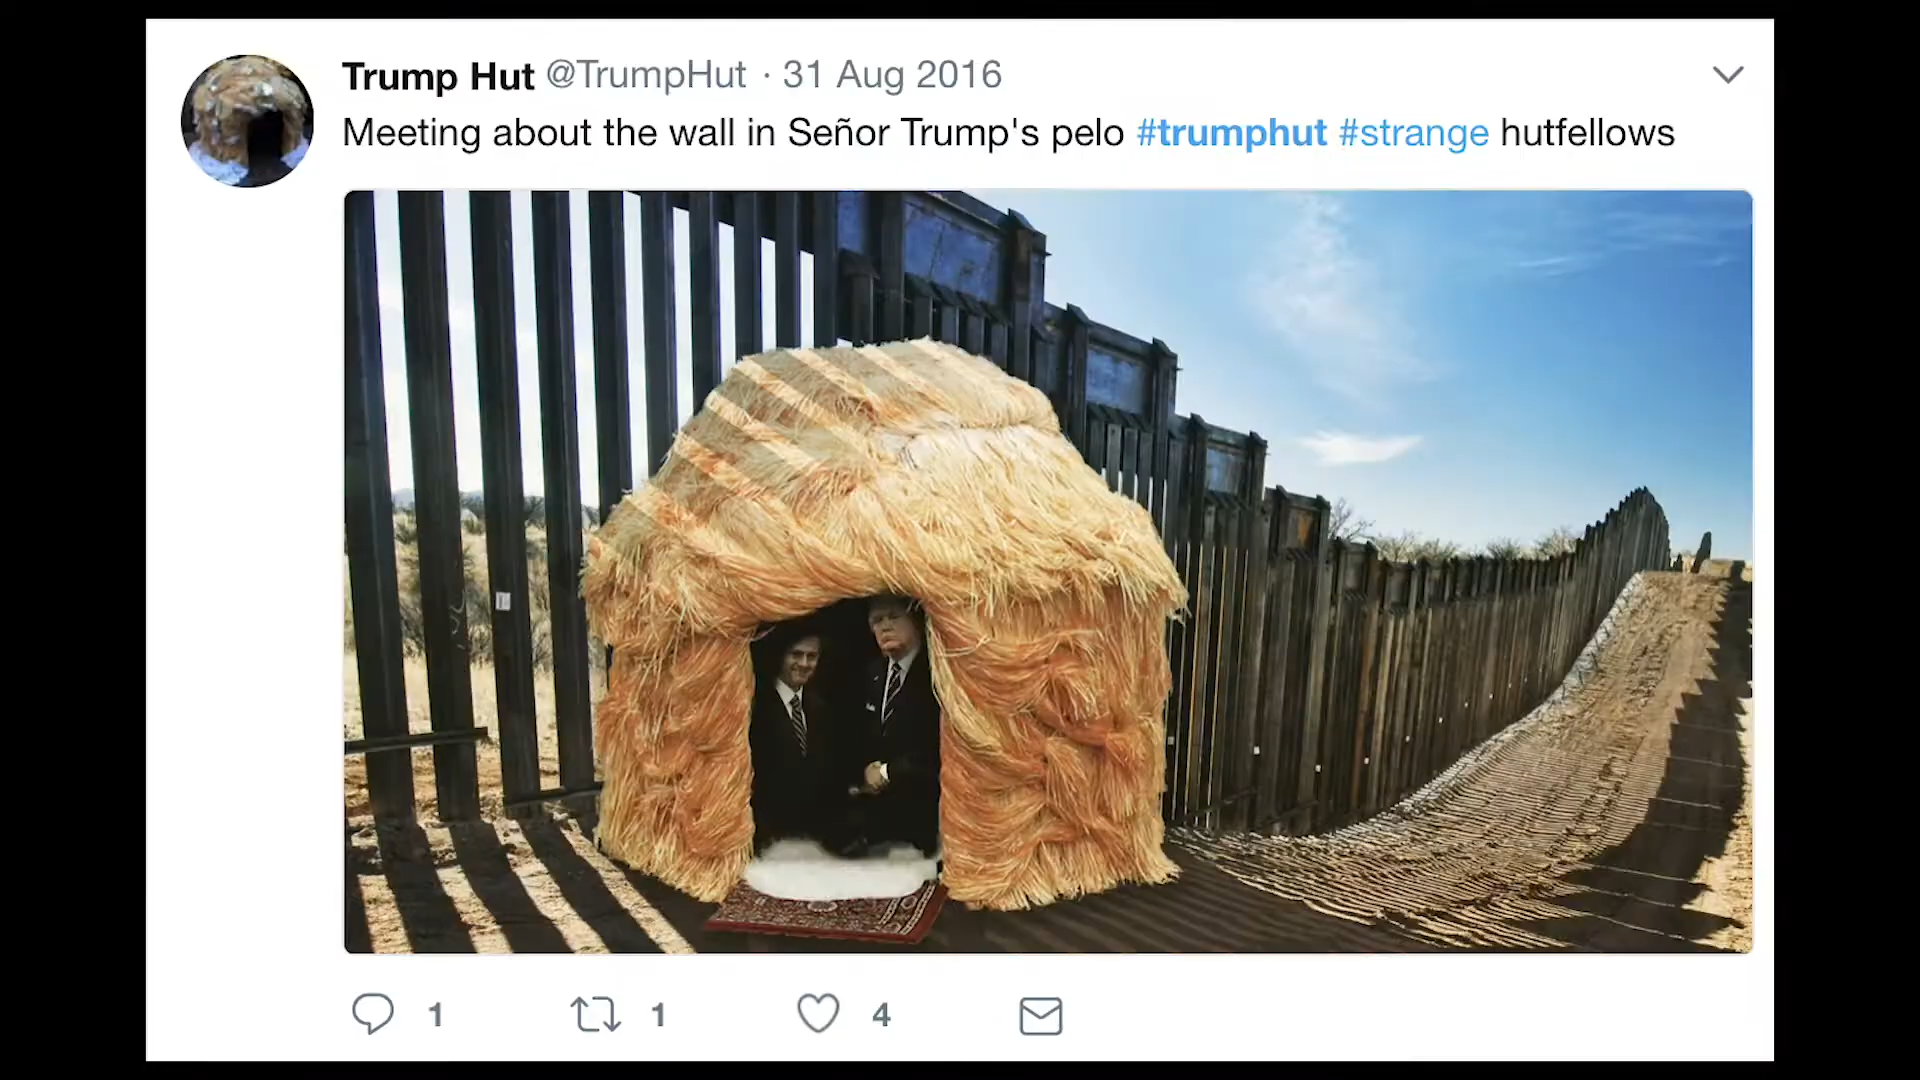 Trump Hut @TrumpHut · 31 Aug 2016
Meeting about the wall in Señor Trump's pelo #trumphut #strange hutfellows
1 1 4